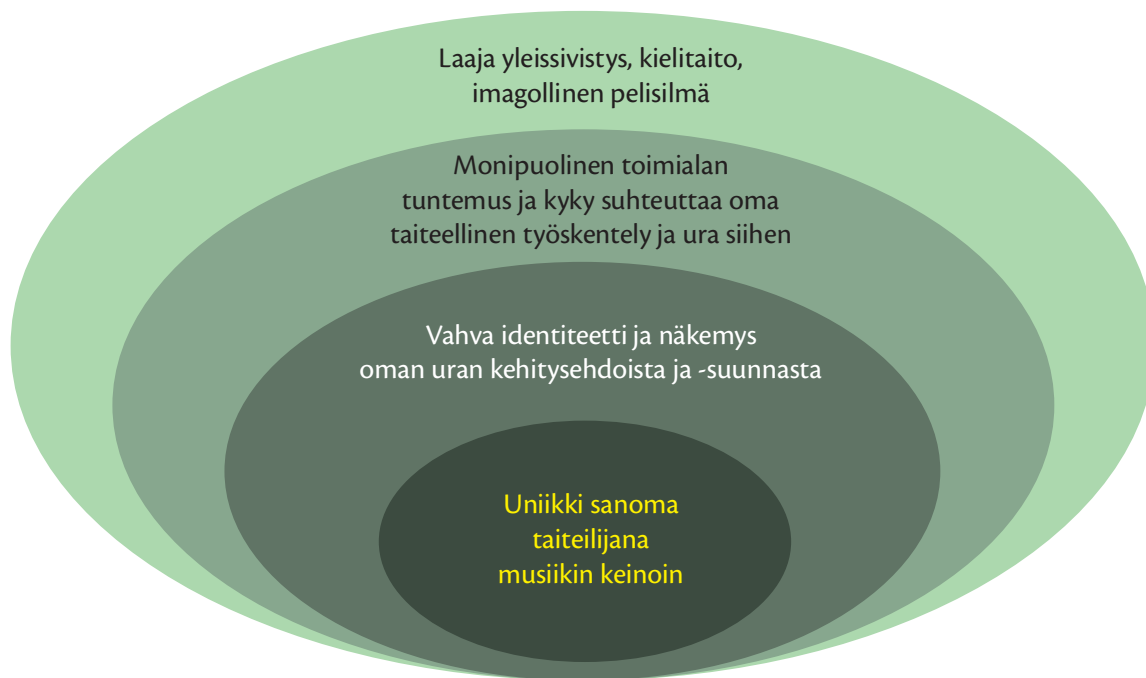 Laaja yleissivistys, kielitaito,
imagollinen pelisilmä
Monipuolinen toimialan
tuntemus ja kyky suhteuttaa oma
taiteellinen työskentely ja ura siihen
Vahva identiteetti ja näkemys
oman uran kehitysehdoista ja -suunnasta
Uniikki sanoma
taiteilijana
musiikin keinoin